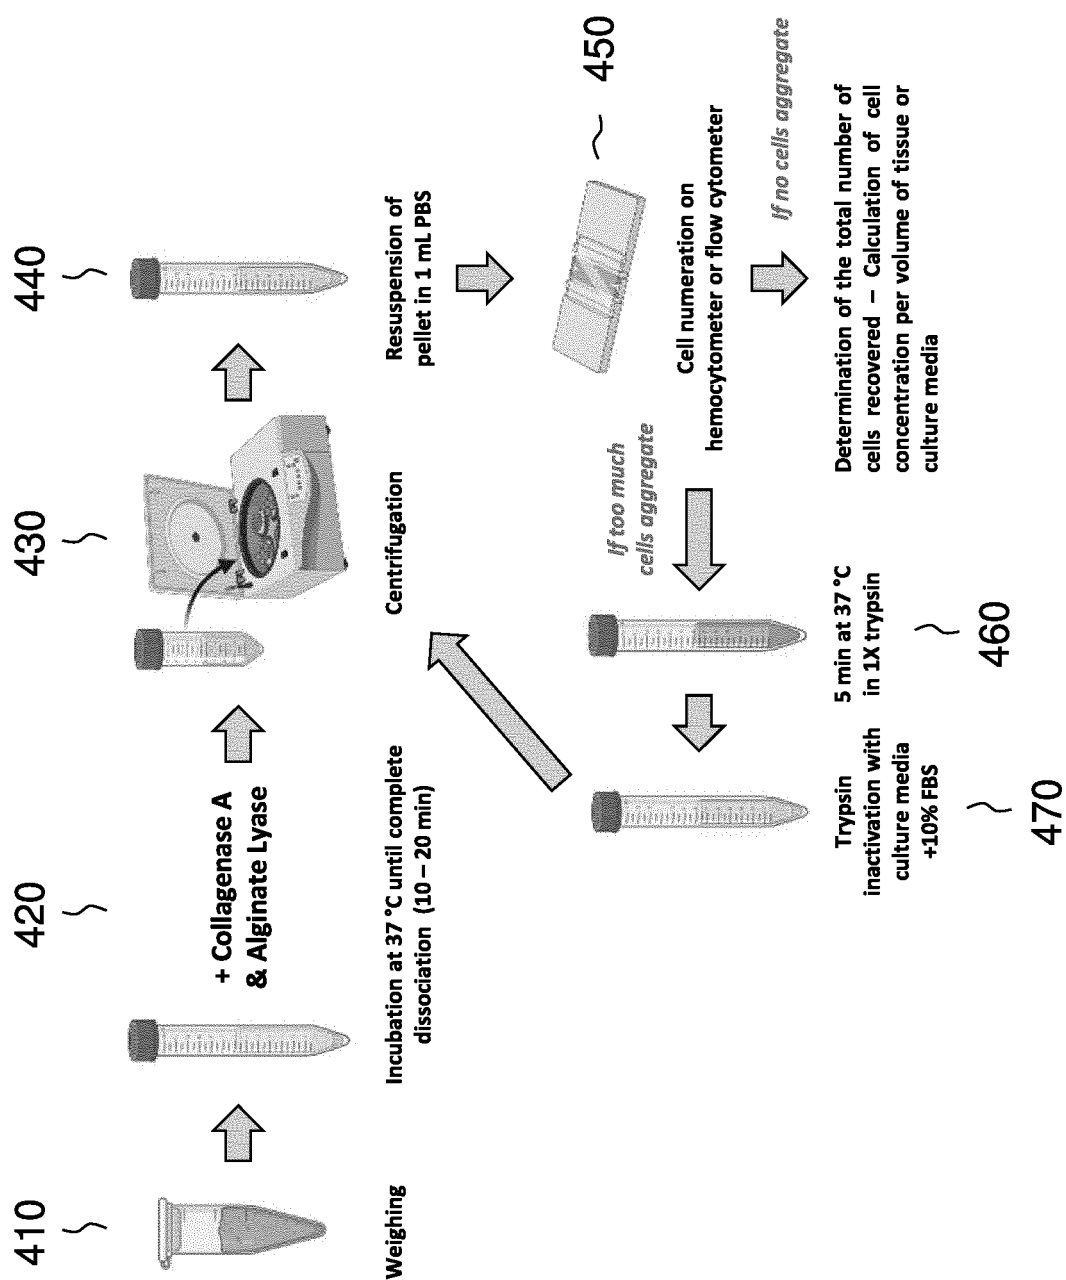 410
420
430
440
+ Collagenase A
& Alginate Lyase
Weighing
Incubation at 37 °C until complete
dissociation (10 – 20 min)
Centrifugation
Resuspension of
pellet in 1 mL PBS
450
Cell numeration on
hemocytometer or flow cytometer
If too much
cells aggregate
If no cells aggregate
Trypsin
inactivation with
culture media
+10% FBS
470
5 min at 37 °C
in 1X trypsin
460
Determination of the total number of
cells recovered – Calculation of cell
concentration per volume of tissue or
culture media